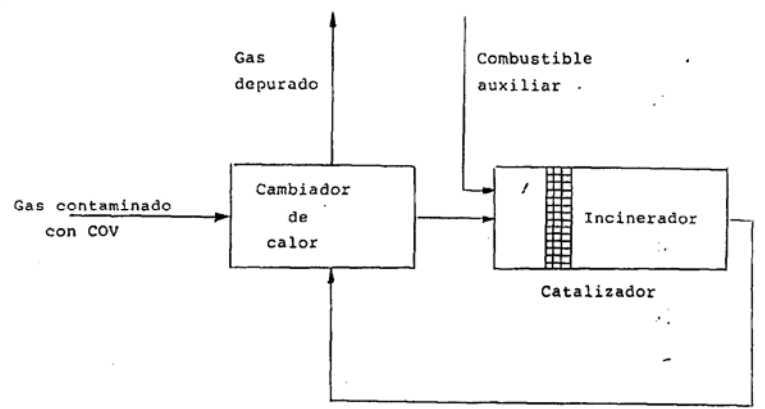 Gas
depurado
Combustible
auxiliar
Gas contaminado
con COV
Cambiador
de
calor
Incinerador
Catalizador